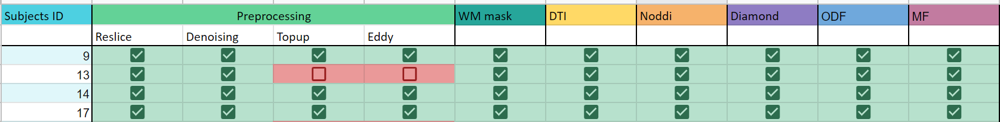 Subjects ID Preprocessing WM mask DTI Noddi Diamond ODF MF
Reslice Denoising Topup Eddy
9
13
14
17